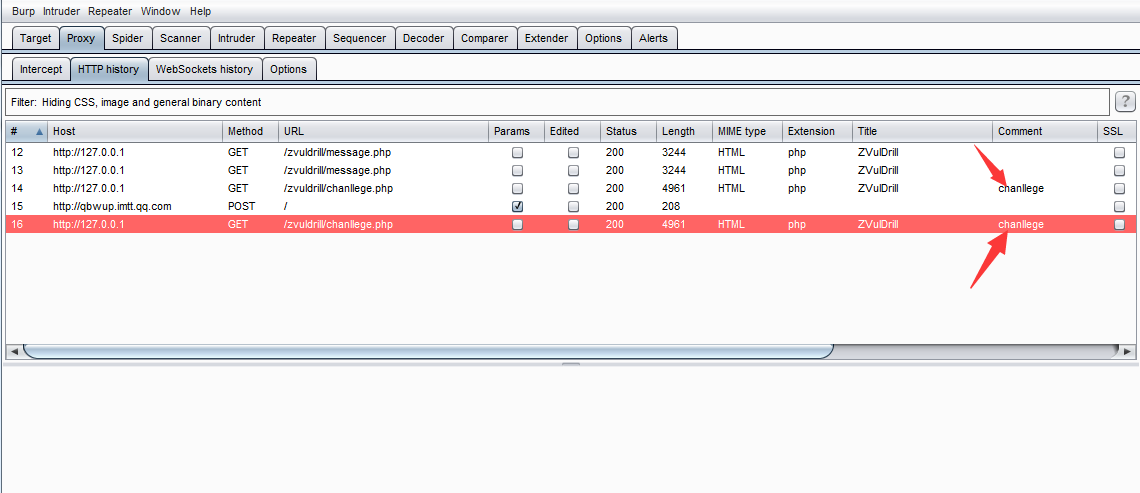 Burp Intruder Repeater Window Help
Target Proxy Spider Scanner Intruder Repeater Sequencer Decoder Comparer Extender Options Alerts
Intercept HTTP history WebSockets history Options
Filter: Hiding CSS, image and general binary content ?
# Host Method URL Params Edited Status Length MIME type Extension Title Comment SSL
12 http://127.0.0.1 GET /zvuldrill/message.php 200 3244 HTML php ZVulDrill
13 http://127.0.0.1 GET /zvuldrill/message.php 200 3244 HTML php ZVulDrill
14 http://127.0.0.1 GET /zvuldrill/chanllege.php 200 4961 HTML php ZVulDrill chanllege
15 http://qbwup.imtt.qq.com POST / 200 208
16 http://127.0.0.1 GET /zvuldrill/chanllege.php 200 4961 HTML php ZVulDrill chanllege